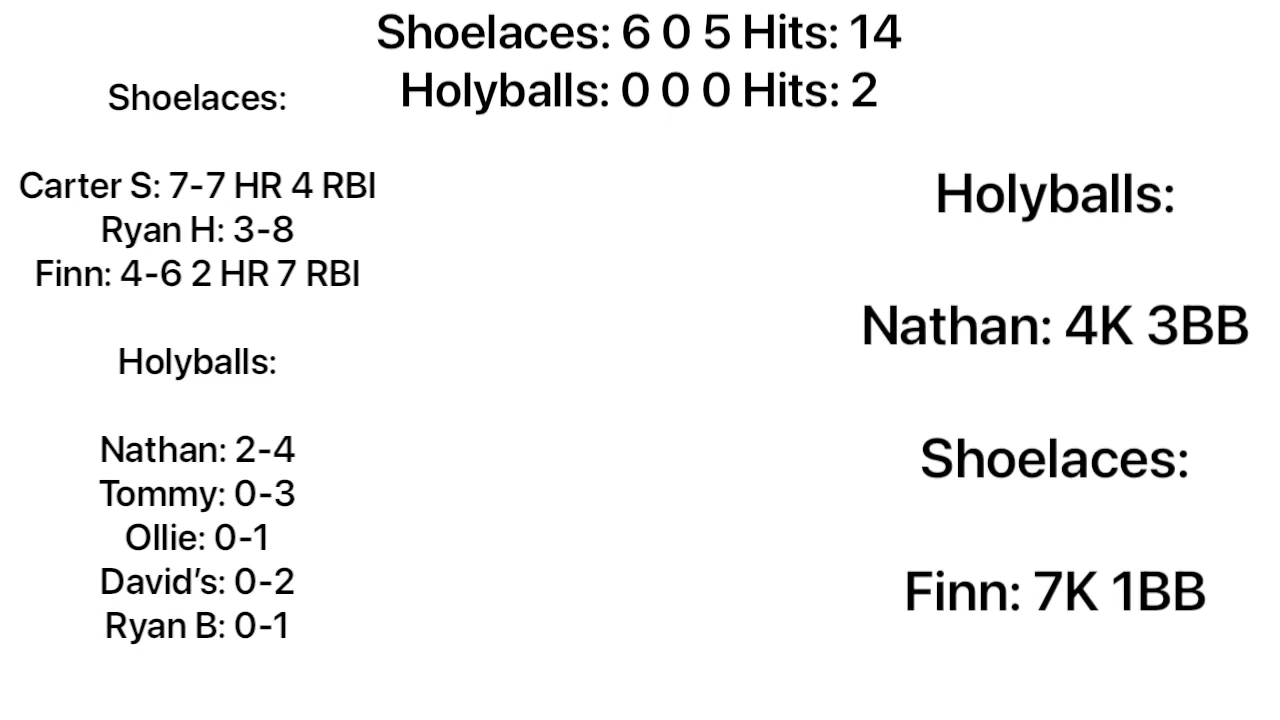 Shoelaces: 6 0 5 Hits: 14
Holyballs: 0 0 0 Hits: 2
Shoelaces:
Carter S: 7-7 HR 4 RBI
Ryan H: 3-8
Finn: 4-6 2 HR 7 RBI
Holyballs:
Nathan: 2-4
Tommy: 0-3
Ollie: 0-1
David’s: 0-2
Ryan B: 0-1
Holyballs:
Nathan: 4K 3BB
Shoelaces:
Finn: 7K 1BB